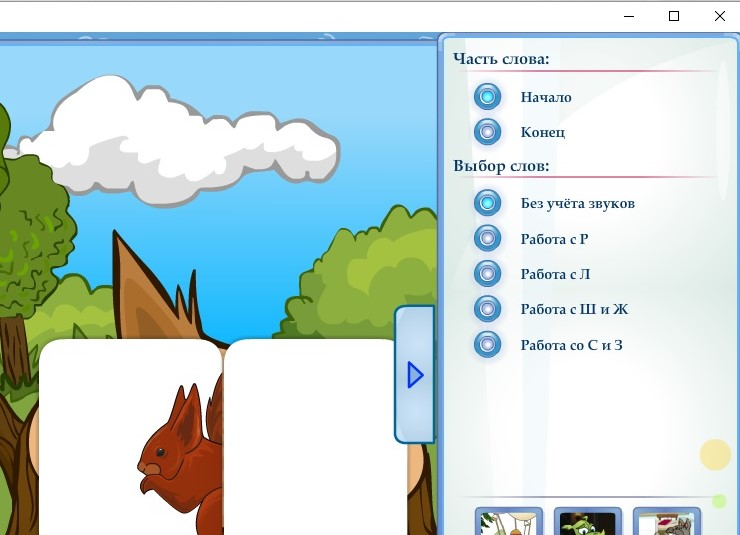 Часть слова:
Начало
Конец
Выбор слов:
Без учёта звуков
Работа с Р
Работа с Л
Работа с Ш и Ж
Работа со С и З